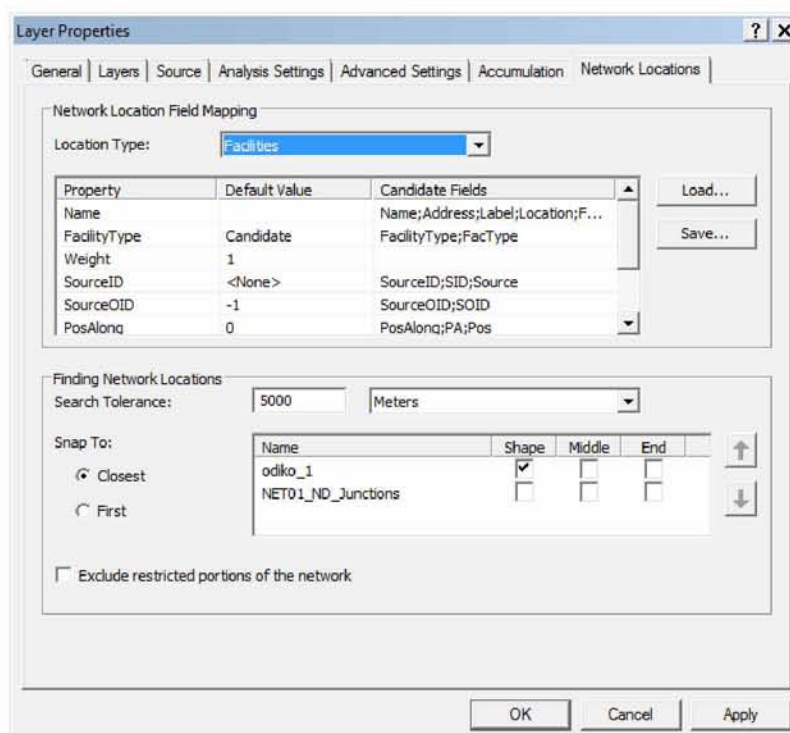 Layer Properties
General Layers Source Analysis Settings Advanced Settings Accumulation Network Locations
Network Location Field Mapping
Location Type: Facilities
Property Default Value Candidate Fields
Name Name;Address;Label;Location;F...
FacilityType Candidate FacilityType;FacType
Weight 1
SourceID <None> SourceID;SID;Source
SourceOID -1 SourceOID;SOID
PosAlong 0 PosAlong;PA;Pos
Load...
Save...
Finding Network Locations
Search Tolerance: 5000 Meters
Snap To:
Closest
First
Name Shape Middle End
odiko_1
NET01_ND_Junctions
Exclude restricted portions of the network
OK Cancel Apply